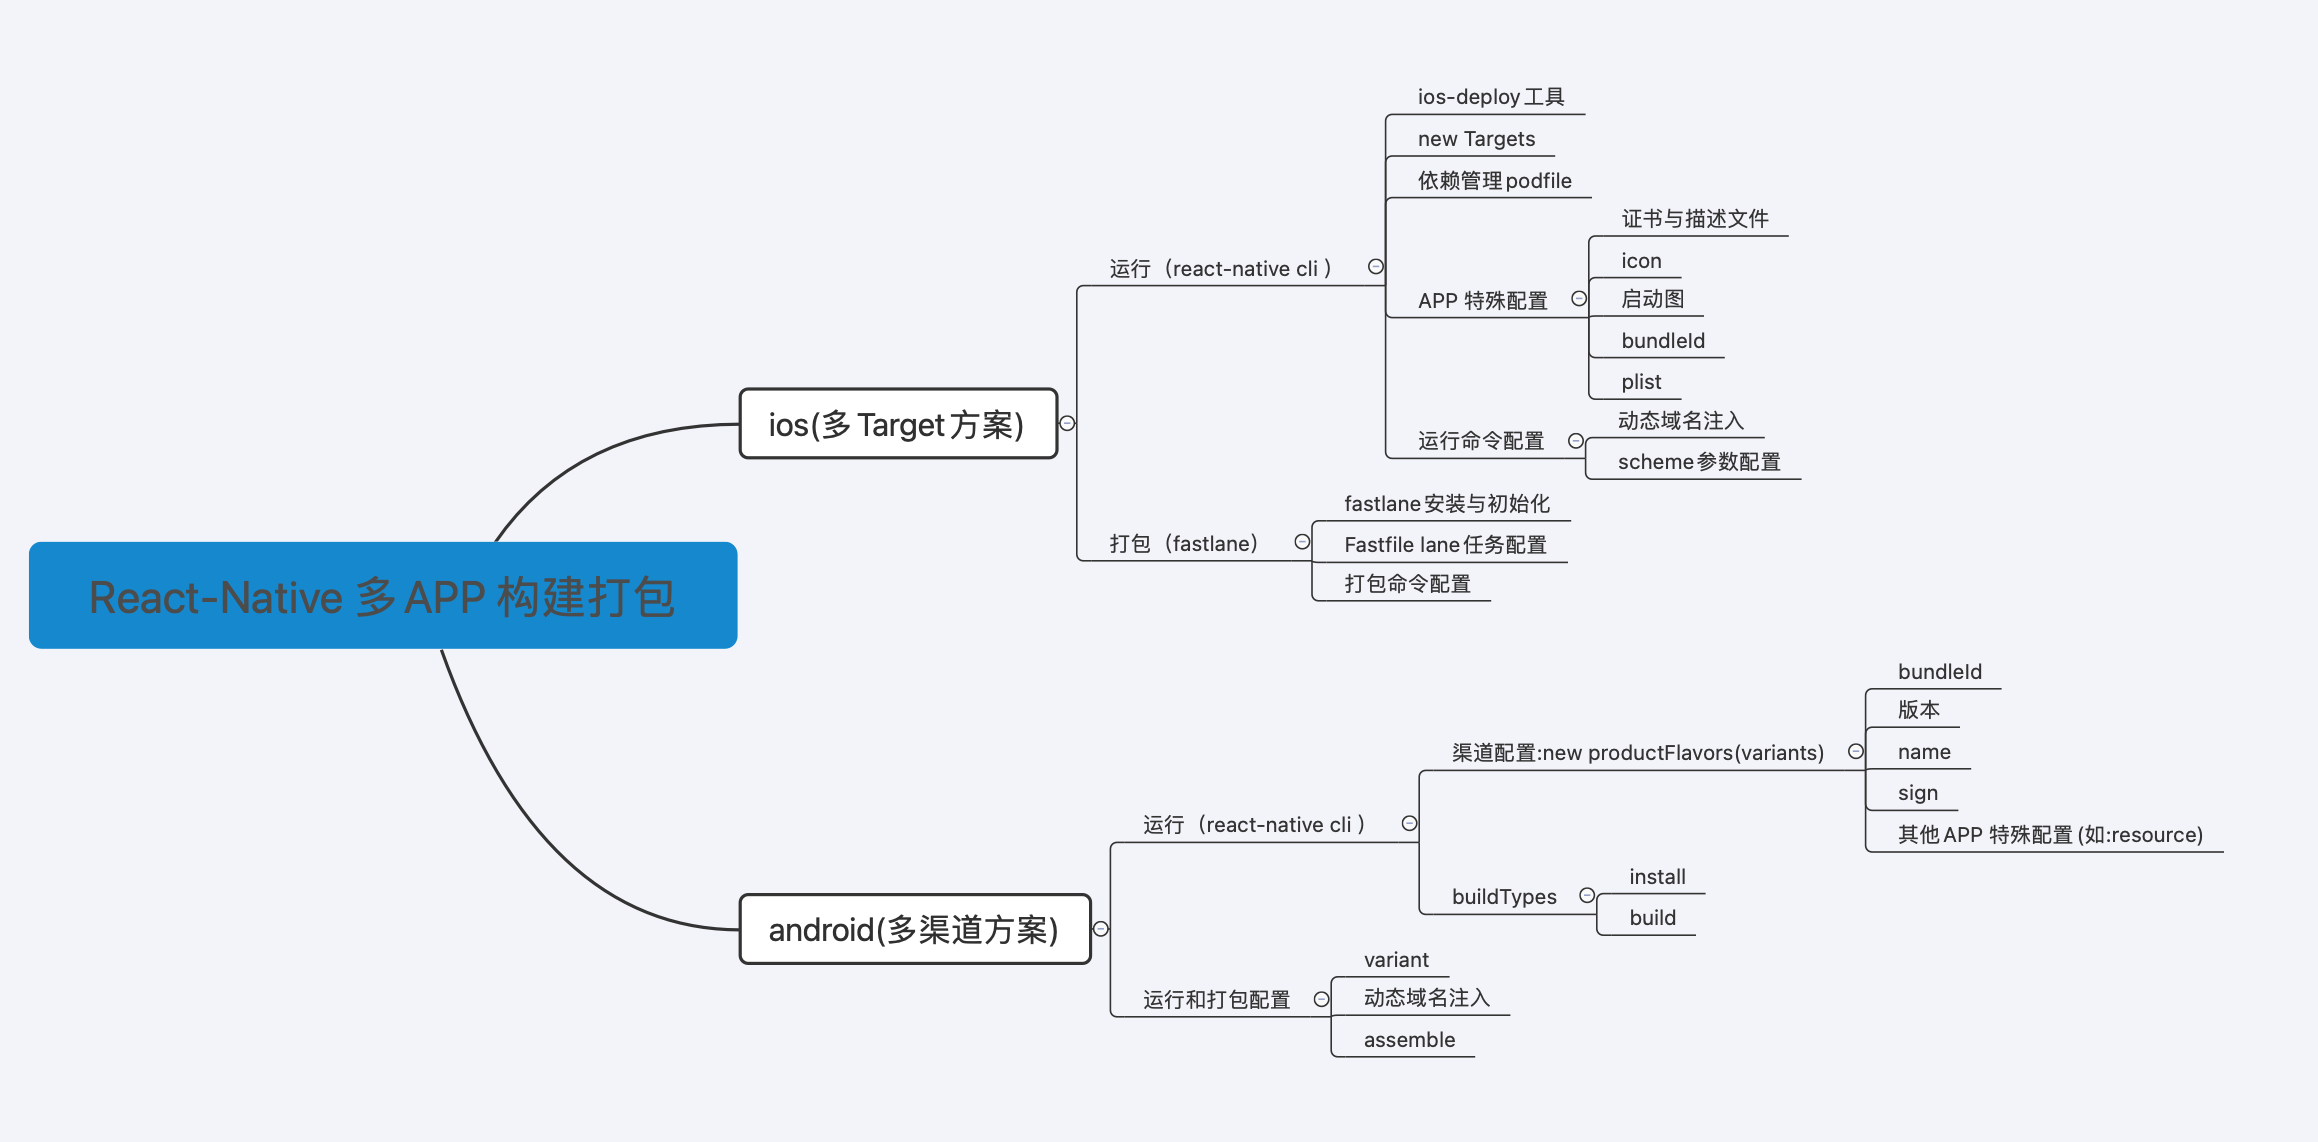 React-Native 多 APP 构建打包
ios(多 Target 方案)
运行（react-native cli ）
ios-deploy 工具
new Targets
依赖管理 podfile
APP 特殊配置
证书与描述文件
icon
启动图
bundleId
plist
运行命令配置
动态域名注入
scheme 参数配置
打包（fastlane）
fastlane 安装与初始化
Fastfile lane 任务配置
打包命令配置
android(多渠道方案)
运行（react-native cli ）
渠道配置:new productFlavors(variants)
bundleId
版本
name
sign
其他 APP 特殊配置 (如:resource)
buildTypes
install
build
运行和打包配置
variant
动态域名注入
assemble